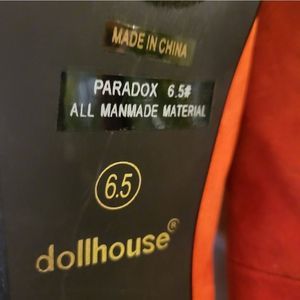 MADE IN CHINA
PARADOX 6.5#
ALL MANMADE MATERIAL
6.5
dollhouse®